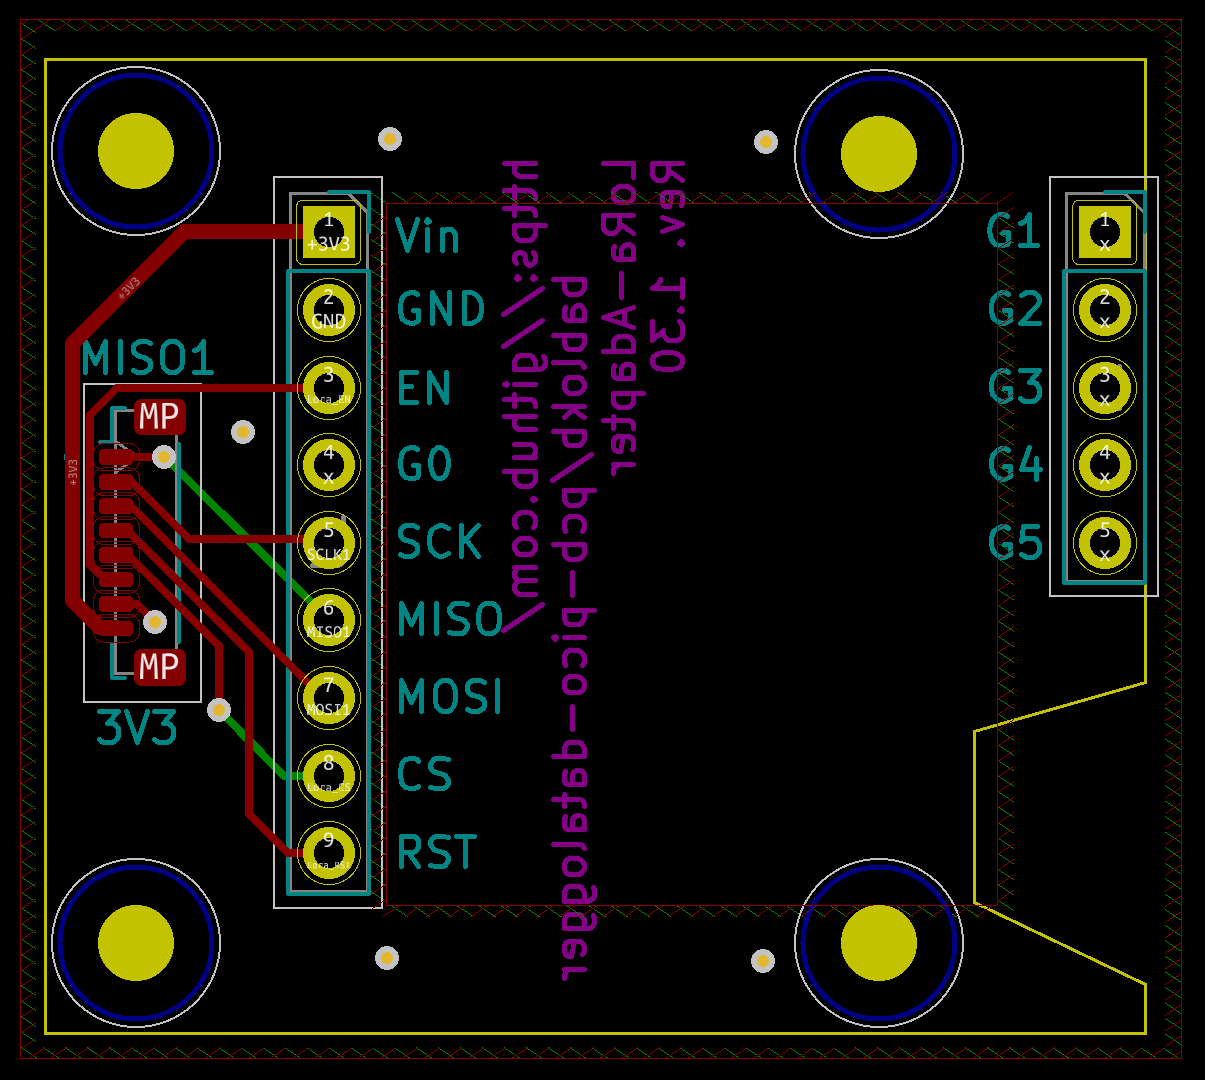 1
+3V3
Vin
2
GND
GND
3
Lora_EN
EN
4
x
G0
5
SCLK1
SCK
6
MISO1
MISO
7
MOSI1
MOSI
8
Lora_CS
CS
9
Lora_RST
RST
+3V3
MISO1
MP
+3V3
MP
3V3
Rev. 1.30
LoRa-Adapter
pablokb/pcb-pico-datalogger
https://github.com/
G1
1
x
G2
2
x
G3
3
x
G4
4
x
G5
5
x